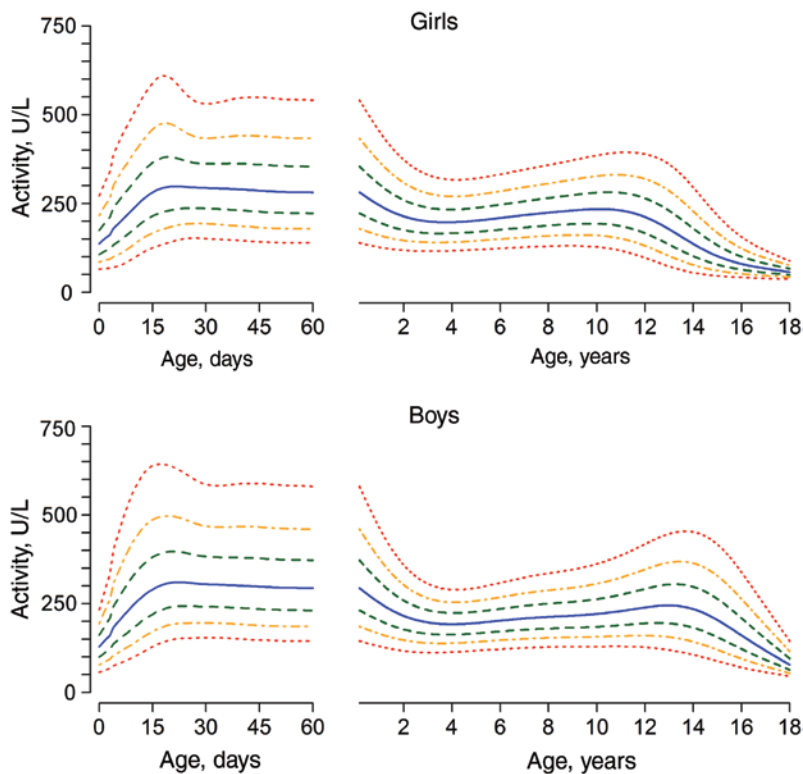 Girls
Activity, U/L
750
500
250
0
0 15 30 45 60
2 4 6 8 10 12 14 16 18
Age, days
Age, years
Boys
Activity, U/L
750
500
250
0
0 15 30 45 60
2 4 6 8 10 12 14 16 18
Age, days
Age, years